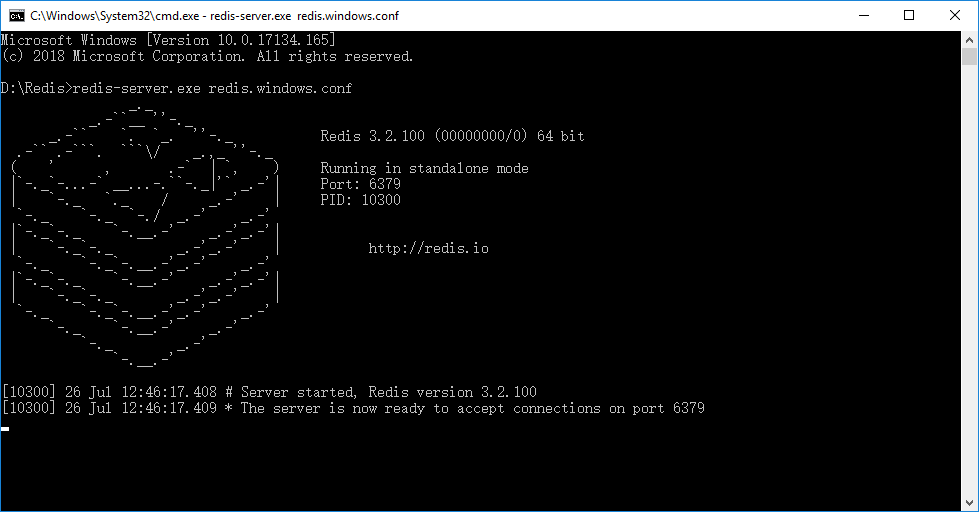 C:\Windows\System32\cmd.exe - redis-server.exe redis.windows.conf
Microsoft Windows [Version 10.0.17134.165]
(c) 2018 Microsoft Corporation. All rights reserved.
D:\Redis>redis-server.exe redis.windows.conf
Redis 3.2.100 (00000000/0) 64 bit
Running in standalone mode
Port: 6379
PID: 10300
http://redis.io
[10300] 26 Jul 12:46:17.408 # Server started, Redis version 3.2.100
[10300] 26 Jul 12:46:17.409 * The server is now ready to accept connections on port 6379